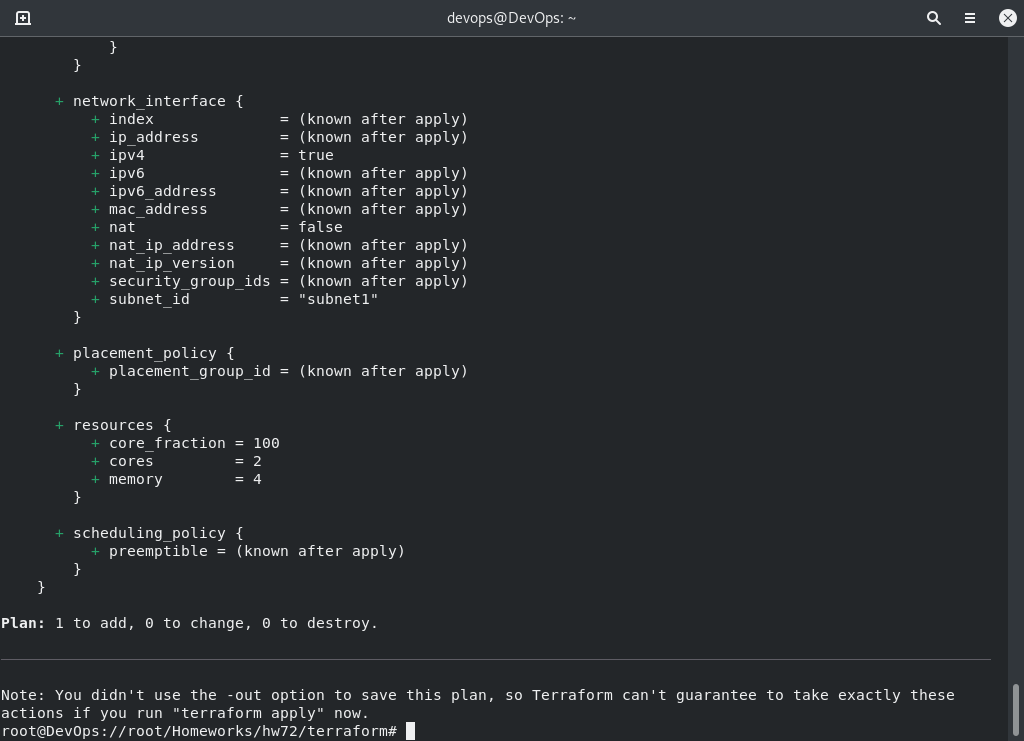 devops@DevOps: ~
            }
        }

      + network_interface {
          + index              = (known after apply)
          + ip_address         = (known after apply)
          + ipv4               = true
          + ipv6               = (known after apply)
          + ipv6_address       = (known after apply)
          + mac_address        = (known after apply)
          + nat                = false
          + nat_ip_address     = (known after apply)
          + nat_ip_version     = (known after apply)
          + security_group_ids = (known after apply)
          + subnet_id          = "subnet1"
        }

      + placement_policy {
          + placement_group_id = (known after apply)
        }

      + resources {
          + core_fraction = 100
          + cores         = 2
          + memory        = 4
        }

      + scheduling_policy {
          + preemptible = (known after apply)
        }
    }

Plan: 1 to add, 0 to change, 0 to destroy.

Note: You didn't use the -out option to save this plan, so Terraform can't guarantee to take exactly these
actions if you run "terraform apply" now.
root@DevOps://root/Homeworks/hw72/terraform#